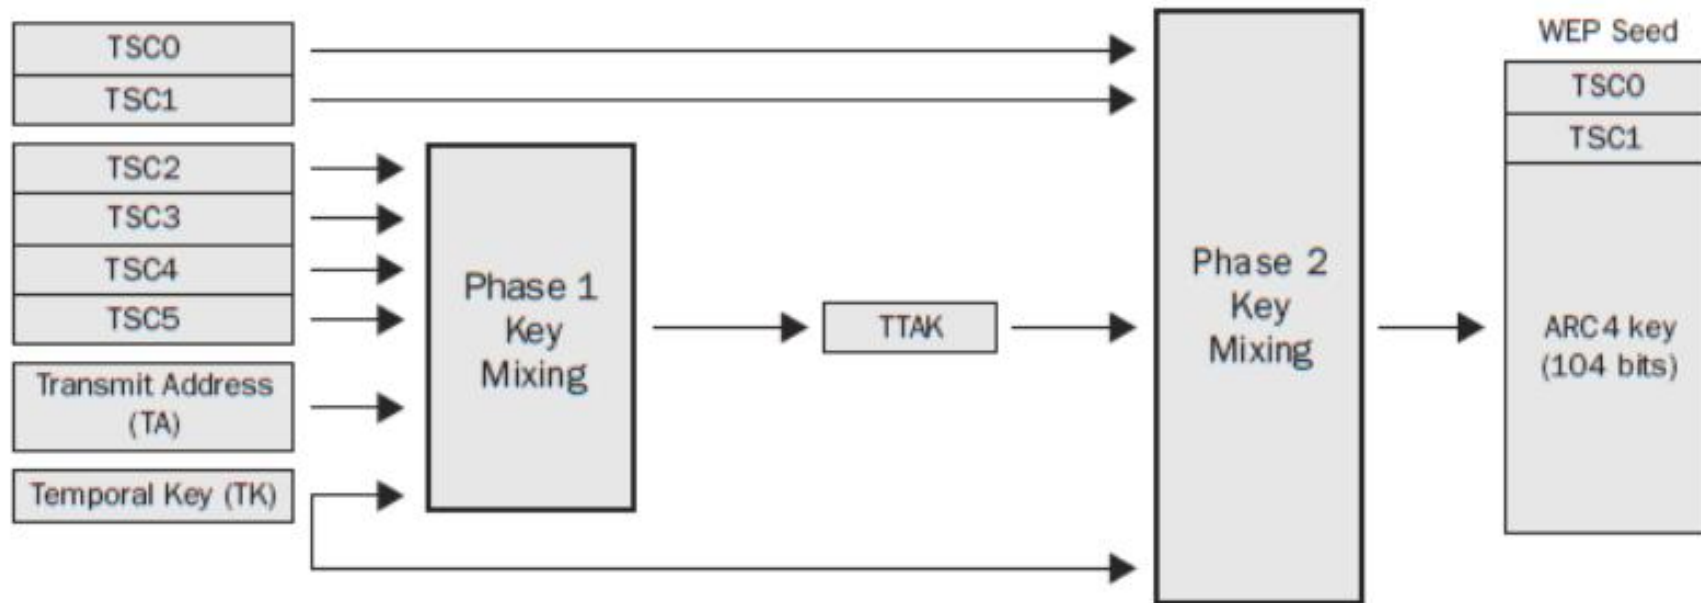 TSC0
TSC1
TSC2
TSC3
TSC4
TSC5
Transmit Address
(TA)
Temporal Key (TK)
Phase 1
Key
Mixing
TTAK
Phase 2
Key
Mixing
WEP Seed
TSC0
TSC1
ARC4 key
(104 bits)